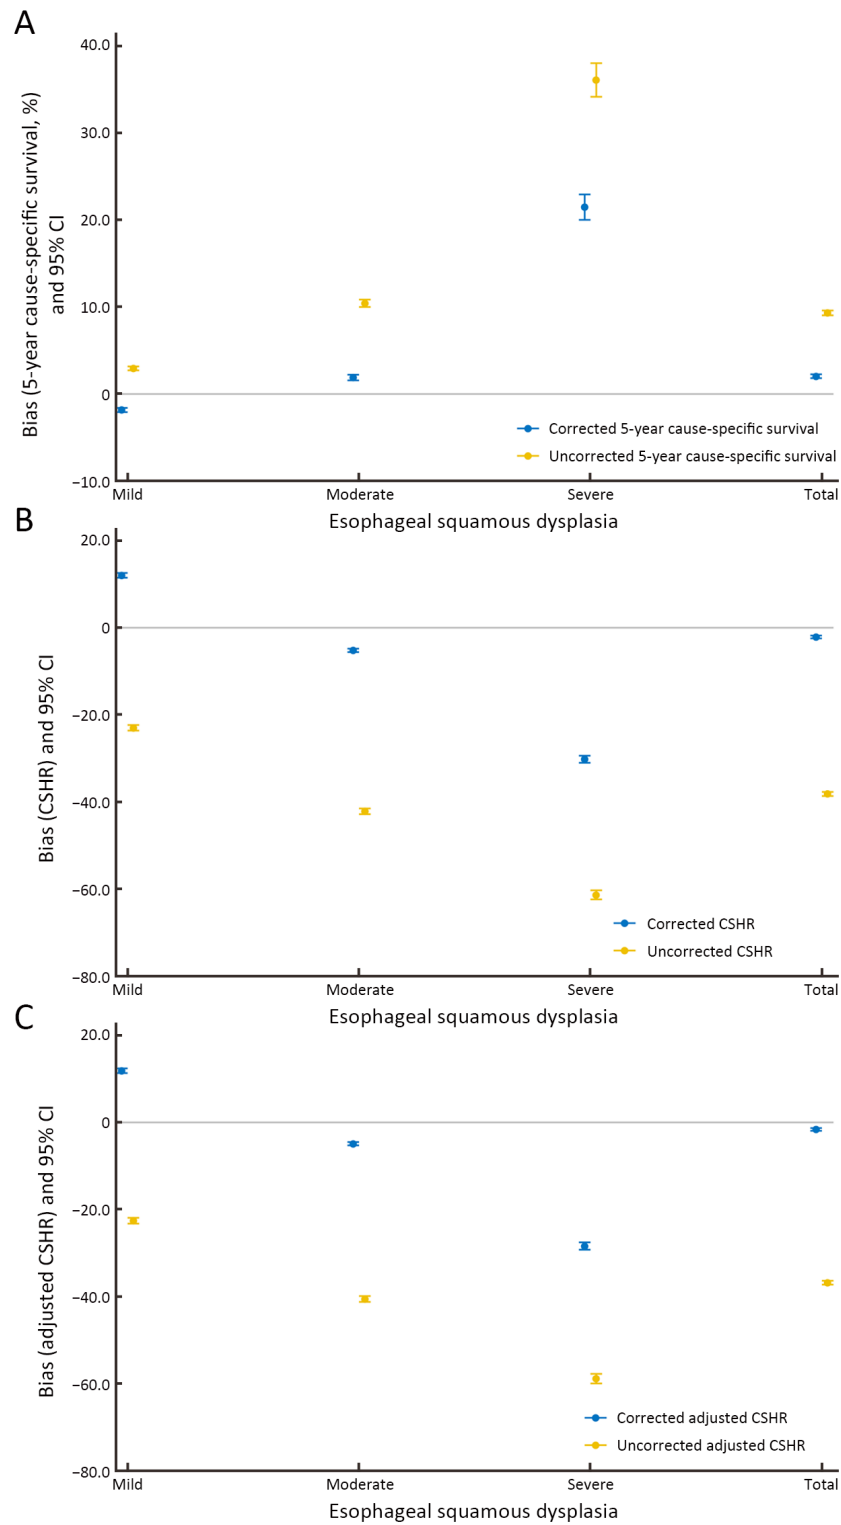 A
Bias (5-year cause-specific survival, %)
and 95% CI
40.0
30.0
20.0
10.0
0
−10.0
Corrected 5-year cause-specific survival
Uncorrected 5-year cause-specific survival
Mild Moderate Severe Total
Esophageal squamous dysplasia
B
Bias (CSHR) and 95% CI
20.0
0
−20.0
−40.0
−60.0
−80.0
Corrected CSHR
Uncorrected CSHR
Mild Moderate Severe Total
Esophageal squamous dysplasia
C
Bias (adjusted CSHR) and 95% CI
20.0
0
−20.0
−40.0
−60.0
−80.0
Corrected adjusted CSHR
Uncorrected adjusted CSHR
Mild Moderate Severe Total
Esophageal squamous dysplasia